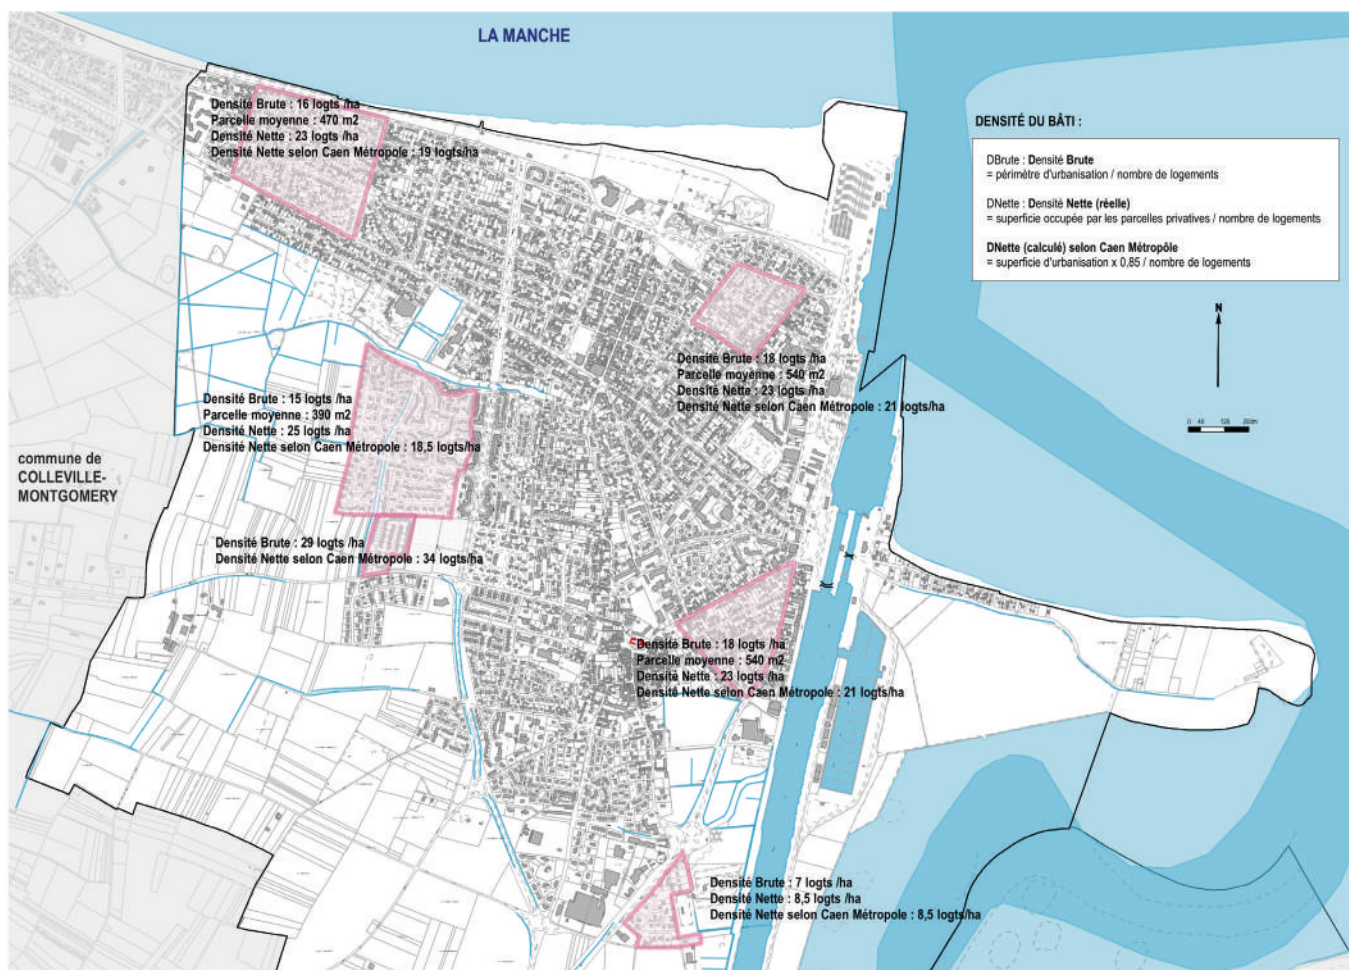 LA MANCHE
Densité Brute : 16 logts /ha
Parcelle moyenne : 470 m2
Densité Nette : 23 logts /ha
Densité Nette selon Caen Métropole : 19 logts/ha
DENSITÉ DU BÂTI :
DBrute : Densité Brute
= périmètre d'urbanisation / nombre de logements
DNette : Densité Nette (réelle)
= superficie occupée par les parcelles privatives / nombre de logements
DNette (calculé) selon Caen Métropôle
= superficie d'urbanisation x 0,85 / nombre de logements
N
Densité Brute : 18 logts /ha
Parcelle moyenne : 540 m2
Densité Nette : 23 logts /ha
Densité Nette selon Caen Métropole : 21 logts/ha
Densité Brute : 15 logts /ha
Parcelle moyenne : 390 m2
Densité Nette : 25 logts /ha
Densité Nette selon Caen Métropole : 18,5 logts/ha
commune de
COLLEVILLE-
MONTGOMERY
Densité Brute : 29 logts /ha
Densité Nette selon Caen Métropole : 34 logts/ha
Densité Brute : 18 logts /ha
Parcelle moyenne : 540 m2
Densité Nette : 23 logts /ha
Densité Nette selon Caen Métropole : 21 logts/ha
Densité Brute : 7 logts /ha
Densité Nette : 8,5 logts /ha
Densité Nette selon Caen Métropole : 8,5 logts/ha